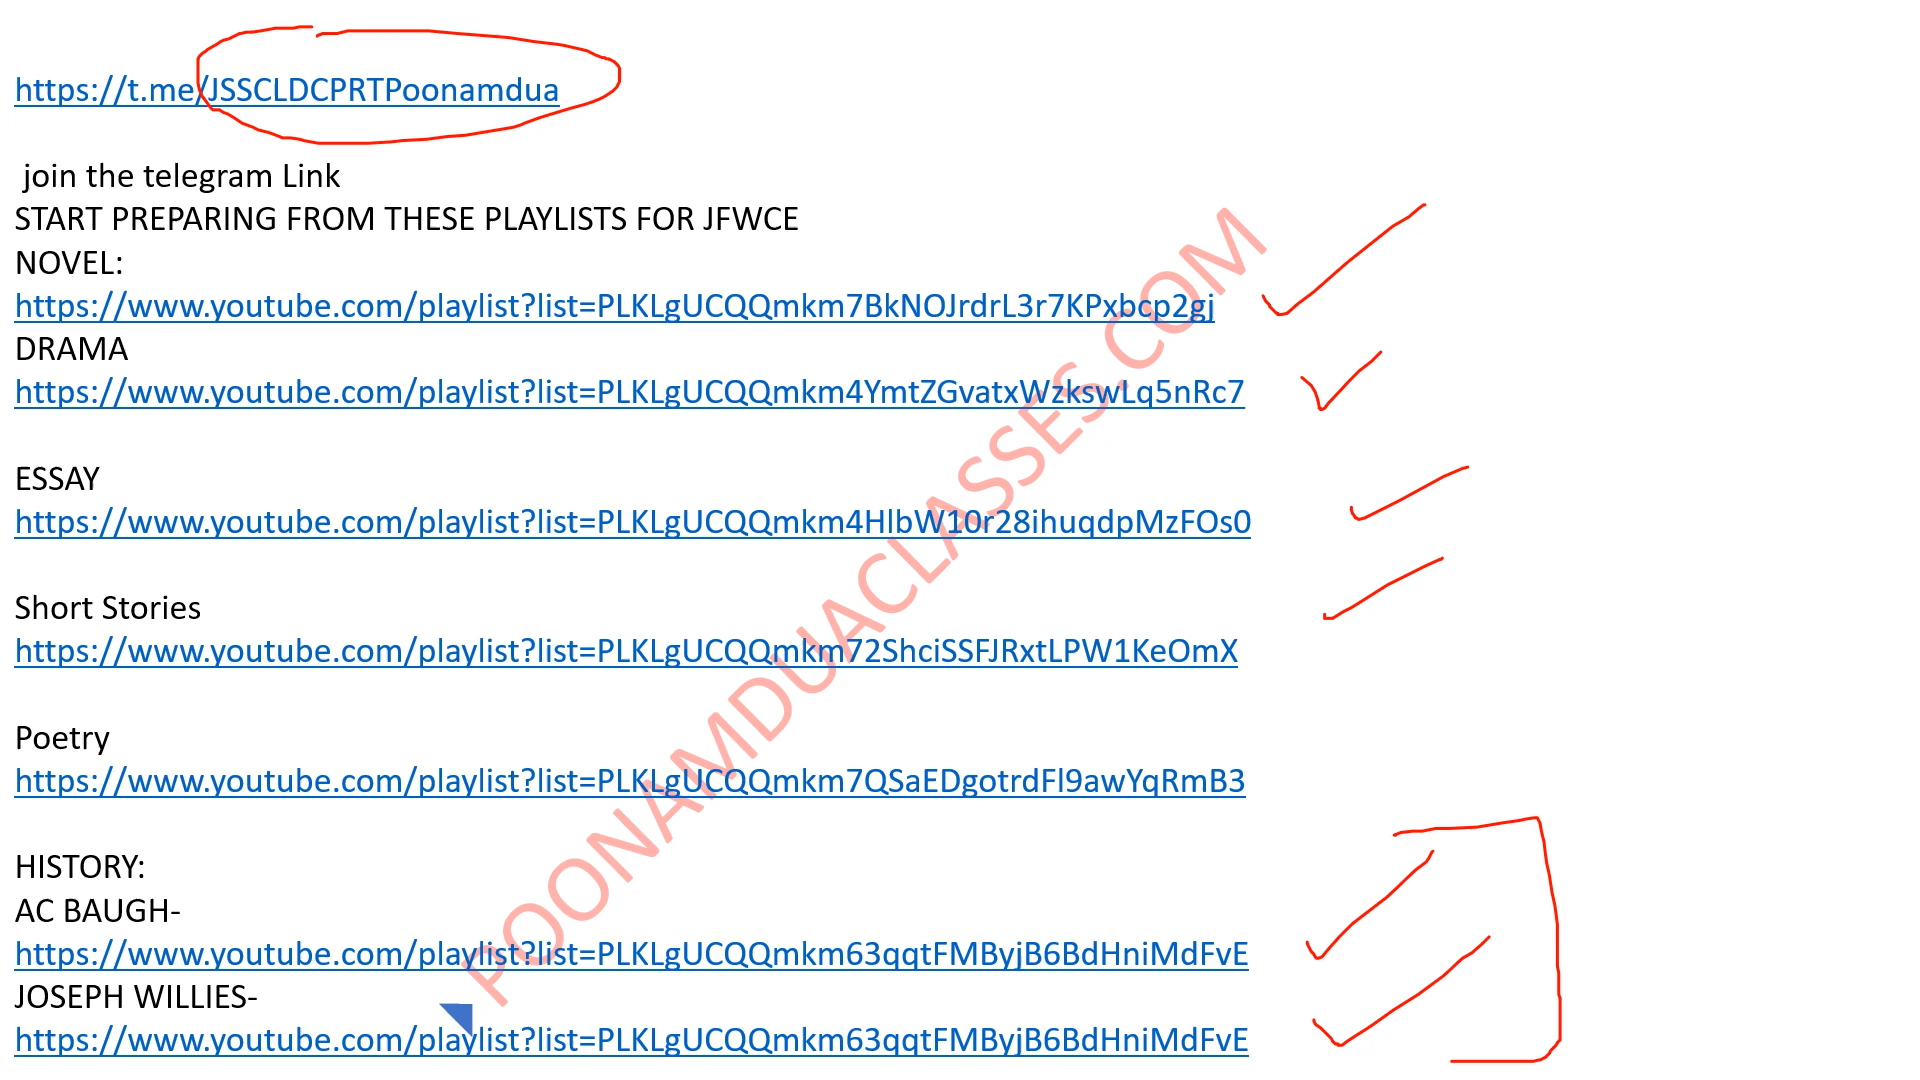 https://t.me/JSSCLDCPRTPoonamdua
join the telegram Link
START PREPARING FROM THESE PLAYLISTS FOR JFWCE
NOVEL:
https://www.youtube.com/playlist?list=PLKLgUCQQmkm7BkNOJrdrL3r7KPxbcp2gj
DRAMA
https://www.youtube.com/playlist?list=PLKLgUCQQmkm4YmtZGvatxWzkswLq5nRc7
ESSAY
https://www.youtube.com/playlist?list=PLKLgUCQQmkm4HlbW10r28ihuqdpMzFOs0
Short Stories
https://www.youtube.com/playlist?list=PLKLgUCQQmkm72ShciSSFJRxtLPW1KeOmX
Poetry
https://www.youtube.com/playlist?list=PLKLgUCQQmkm7QSaEDgotrdFl9awYqRmB3
HISTORY:
AC BAUGH-
https://www.youtube.com/playlist?list=PLKLgUCQQmkm63qqtFMByjB6BdHniMdFvE
JOSEPH WILLIES-
https://www.youtube.com/playlist?list=PLKLgUCQQmkm63qqtFMByjB6BdHniMdFvE
POONAMDUACLASSES.COM